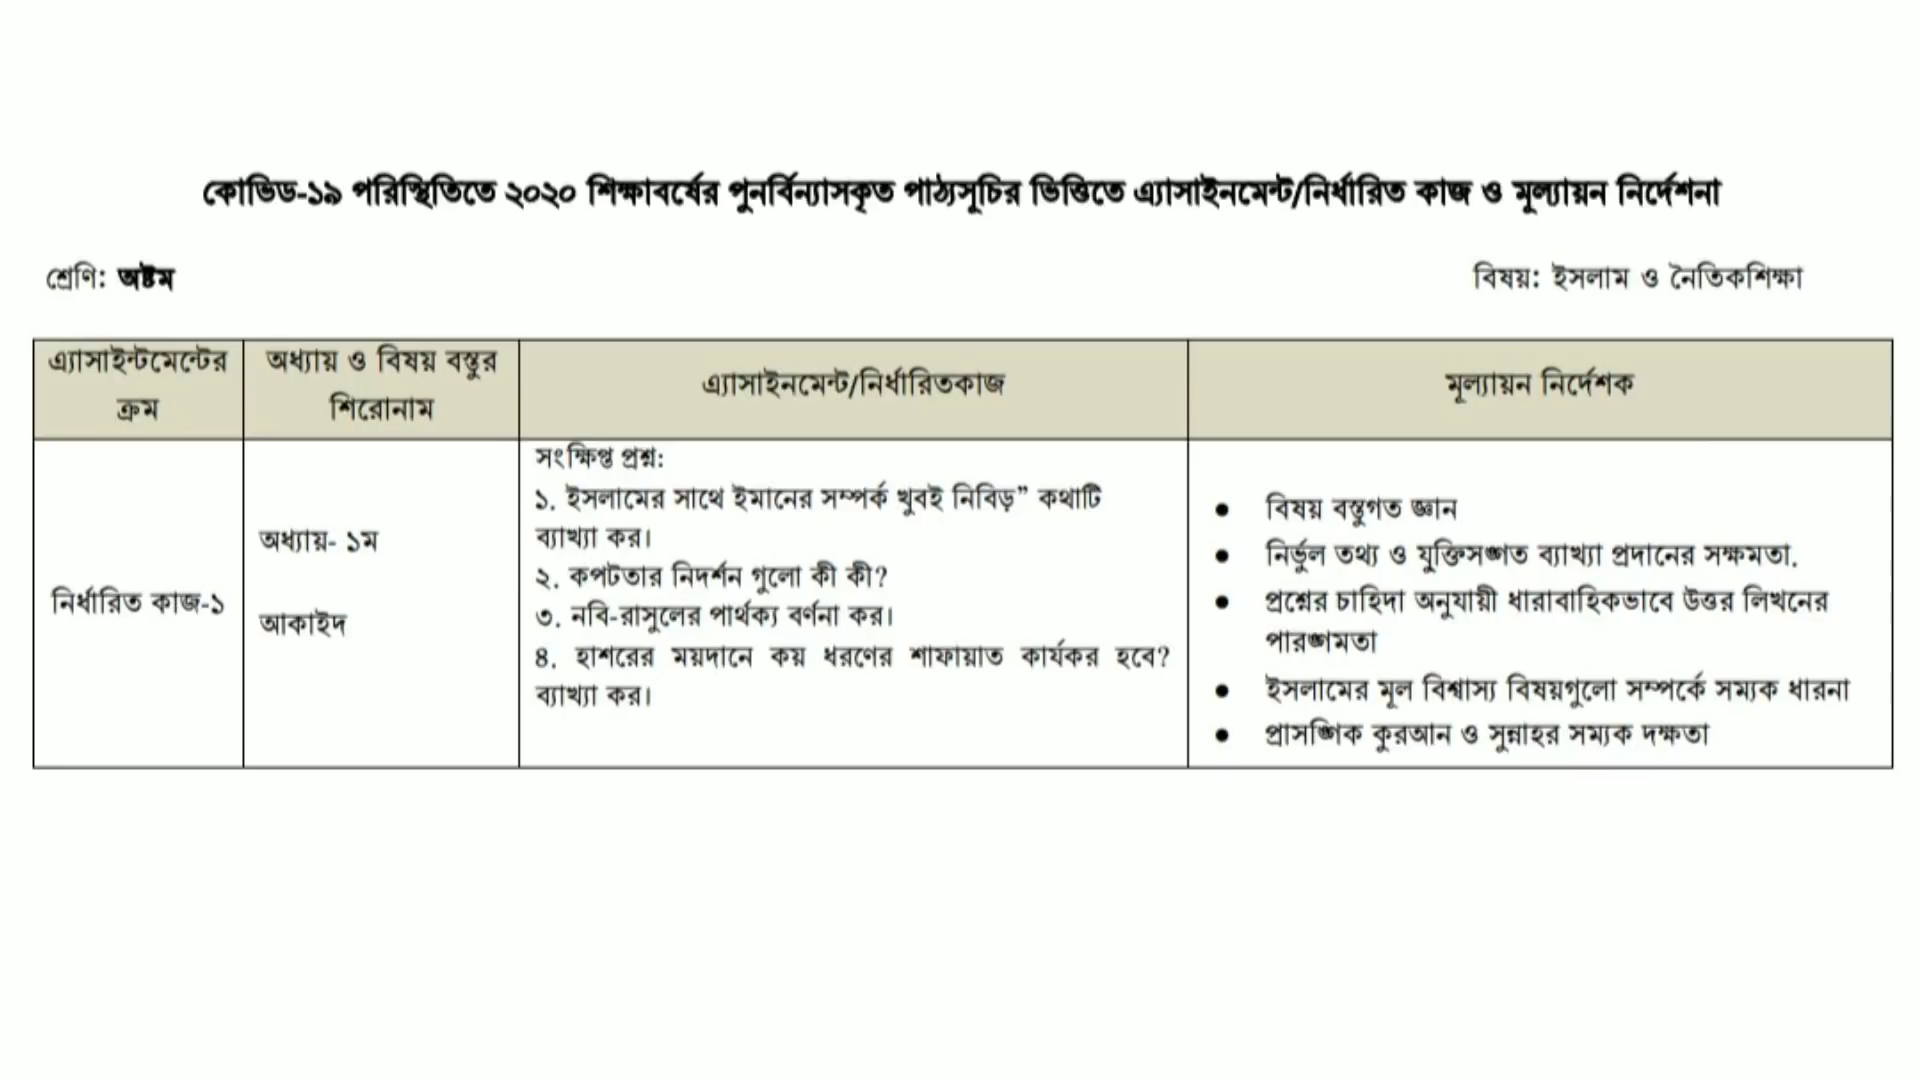 কোভিড-১৯ পরিস্থিতিতে ২০২০ শিক্ষাবর্ষের পুনর্বিন্যাসকৃত পাঠ্যসূচির ভিত্তিতে এ্যাসাইনমেন্ট/নির্ধারিত কাজ ও মূল্যায়ন নির্দেশনা
শ্রেণি: অষ্টম
বিষয়: ইসলাম ও নৈতিকশিক্ষা
এ্যাসাইন্টমেন্টের
ক্রম
অধ্যায় ও বিষয় বস্তুর
শিরোনাম
এ্যাসাইনমেন্ট/নির্ধারিতকাজ
মূল্যায়ন নির্দেশক
নির্ধারিত কাজ-১
অধ্যায়- ১ম
আকাইদ
সংক্ষিপ্ত প্রশ্ন:
১. ইসলামের সাথে ইমানের সম্পর্ক খুবই নিবিড়” কথাটি
ব্যাখ্যা কর।
২. কপটতার নিদর্শন গুলো কী কী?
৩. নবি-রাসুলের পার্থক্য বর্ণনা কর।
৪. হাশরের ময়দানে কয় ধরণের শাফায়াত কার্যকর হবে?
ব্যাখ্যা কর।
● বিষয় বস্তুগত জ্ঞান
● নির্ভুল তথ্য ও যুক্তিসঙ্গত ব্যাখ্যা প্রদানের সক্ষমতা.
● প্রশ্নের চাহিদা অনুযায়ী ধারাবাহিকভাবে উত্তর লিখনের
পারঙ্গমতা
● ইসলামের মূল বিশ্বাস্য বিষয়গুলো সম্পর্কে সম্যক ধারনা
● প্রাসঙ্গিক কুরআন ও সুন্নাহর সম্যক দক্ষতা